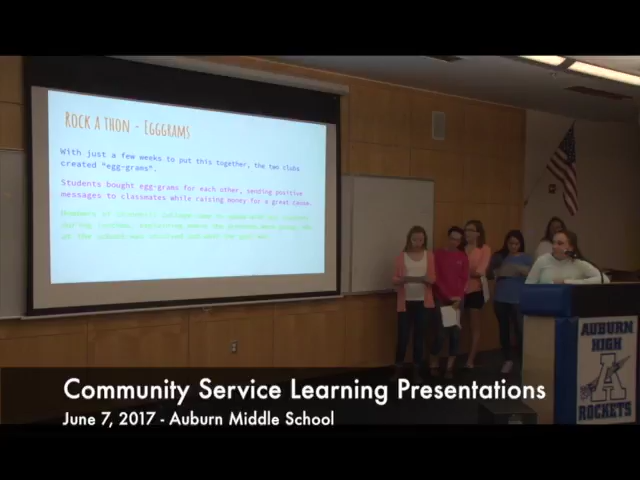 ROCK A THON - EGGGRAMS
With just a few weeks to put this together, the two clubs
created "egg-grams".
Students bought egg-grams for each other, sending positive
messages to classmates while raising money for a great cause.
AUBURN
HIGH
A
ROCKETS
Community Service Learning Presentations
June 7, 2017 - Auburn Middle School